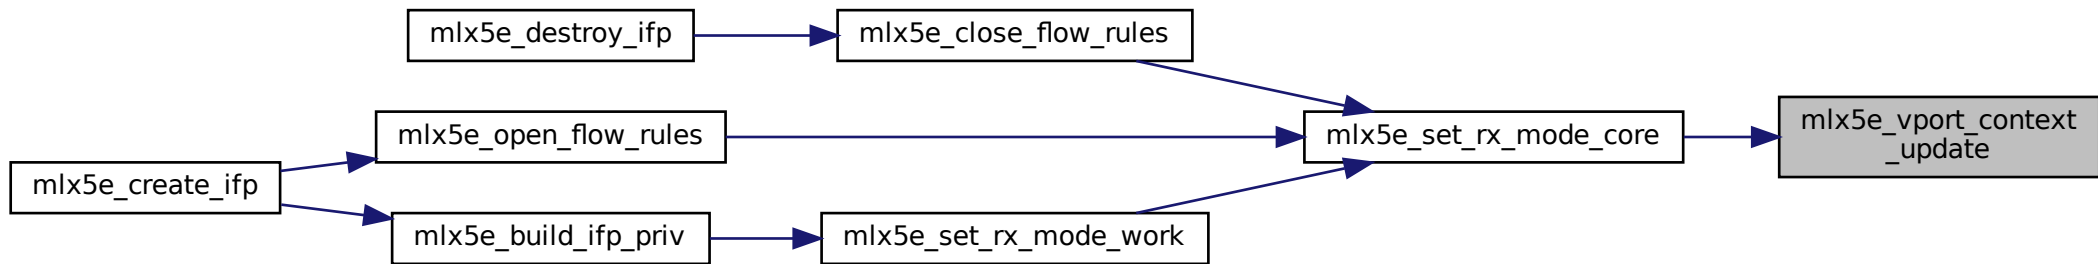 mlx5e_destroy_ifp
mlx5e_close_flow_rules
mlx5e_vport_context
_update
mlx5e_open_flow_rules
mlx5e_set_rx_mode_core
mlx5e_create_ifp
mlx5e_build_ifp_priv
mlx5e_set_rx_mode_work